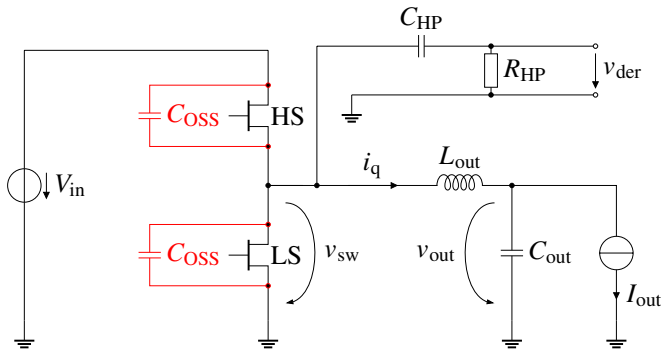 C_HP
R_HP
v_der
C_OSS
HS
i_q
L_out
V_in
C_OSS
LS
v_sw
v_out
C_out
I_out